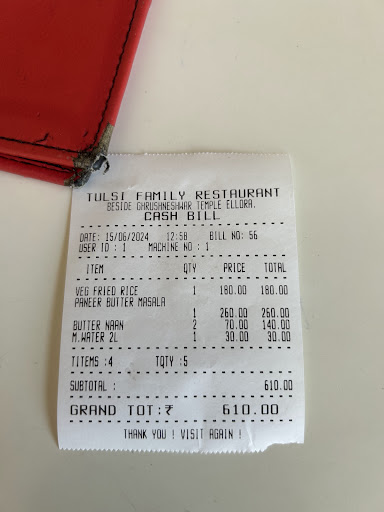 TULSI FAMILY RESTAURANT
BESIDE GHRUSHNESHWAR TEMPLE ELLORA.
CASH BILL
DATE: 15/06/2024 12:58 BILL NO: 56
USER ID : 1 MACHINE NO : 1
ITEM QTY PRICE TOTAL
VEG FRIED RICE 1 180.00 180.00
PANEER BUTTER MASALA
1 260.00 260.00
BUTTER NAAN 2 70.00 140.00
M.WATER 2L 1 30.00 30.00
TITEMS :4 TQTY :5
SUBTOTAL : 610.00
GRAND TOT:₹ 610.00
THANK YOU ! VISIT AGAIN !